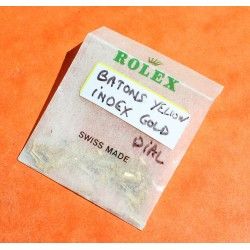 ROLEX
BATONS YELLOW
INDEX GOLD
DIAL
SWISS MADE